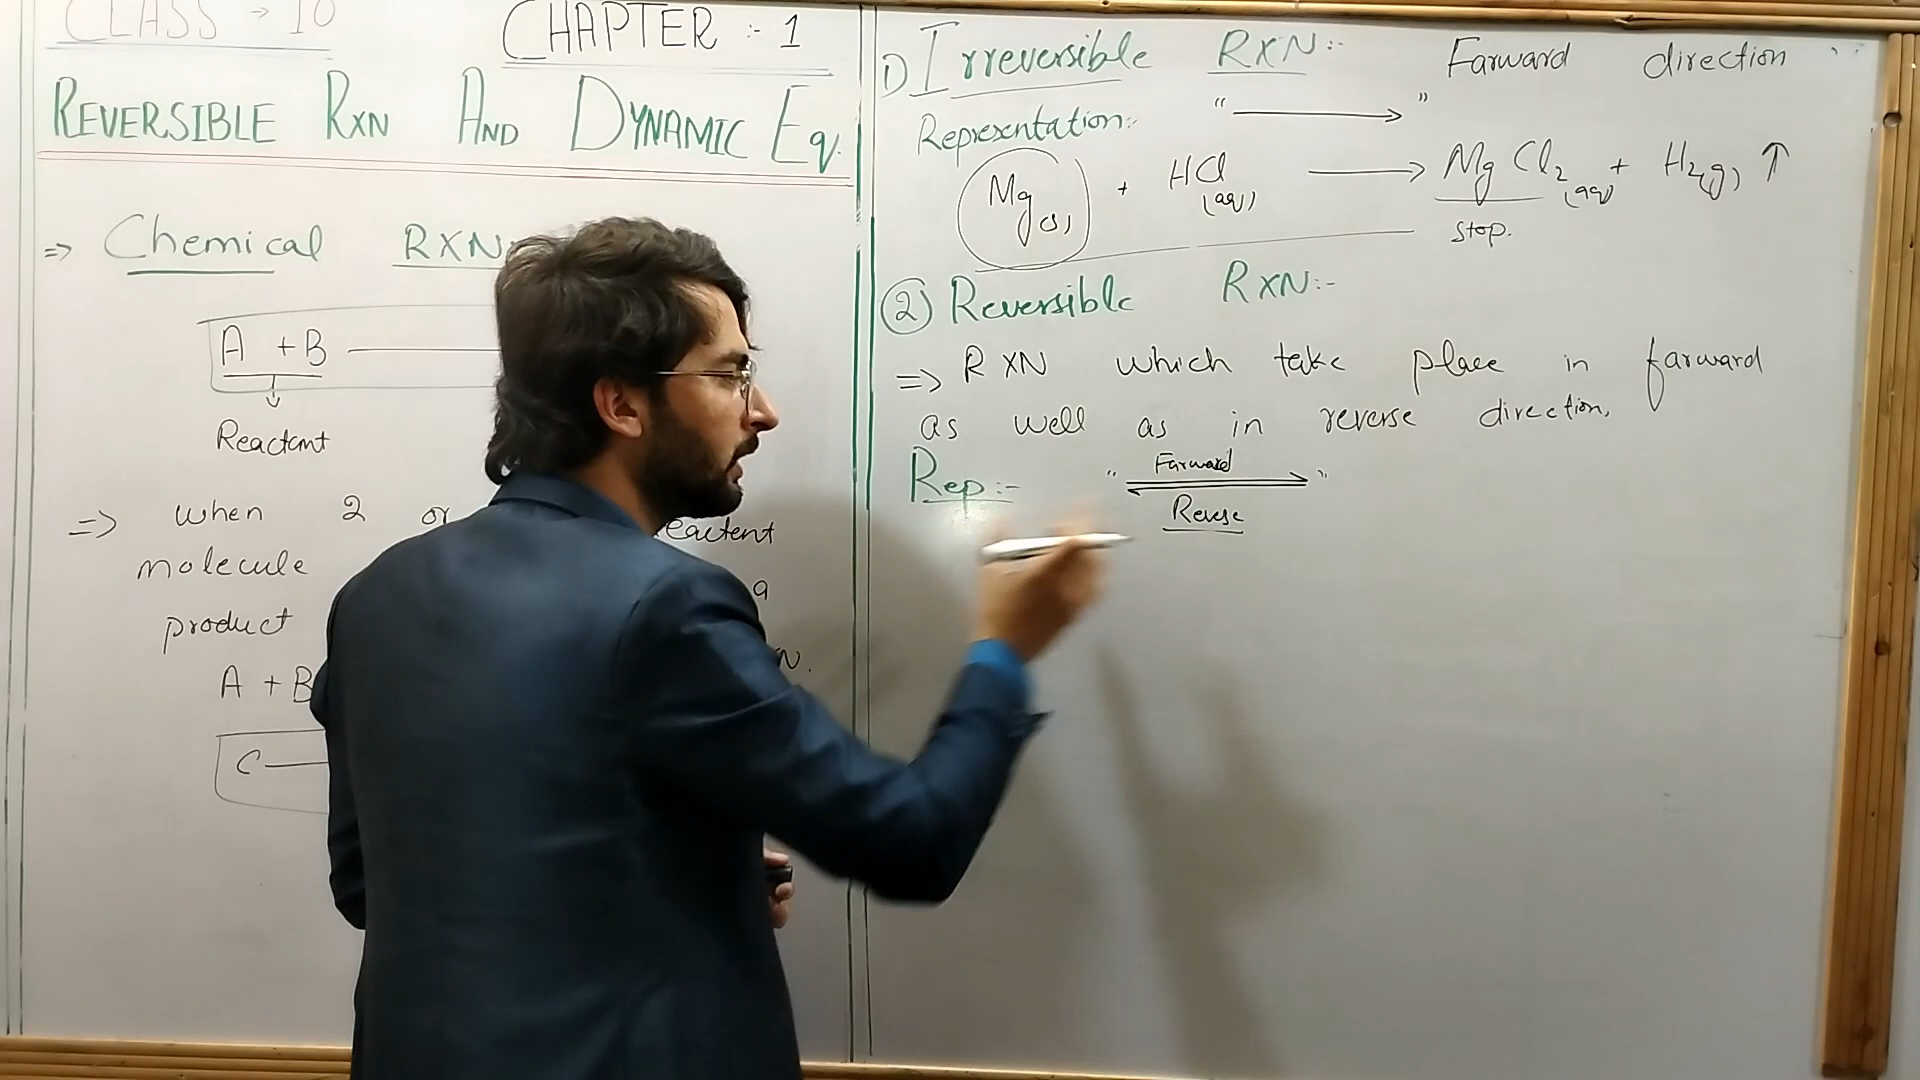 CLASS → 10
CHAPTER :- 1
REVERSIBLE RXN AND DYNAMIC Eq.
=> Chemical RXN
A + B
Reactant
=> when 2 or reactent
molecule a
product N.
A + B
C
1) Irreversible RXN:- Farward direction
Representation:- " ⟶ "
Mg(s) + HCl(aq) ⟶ MgCl2(aq) + H2(g) ↑
stop.
② Reversible RXN:-
=> RXN which take place in farward
as well as in reverse direction.
Rep:- " Farward ⇌ "
Reverse